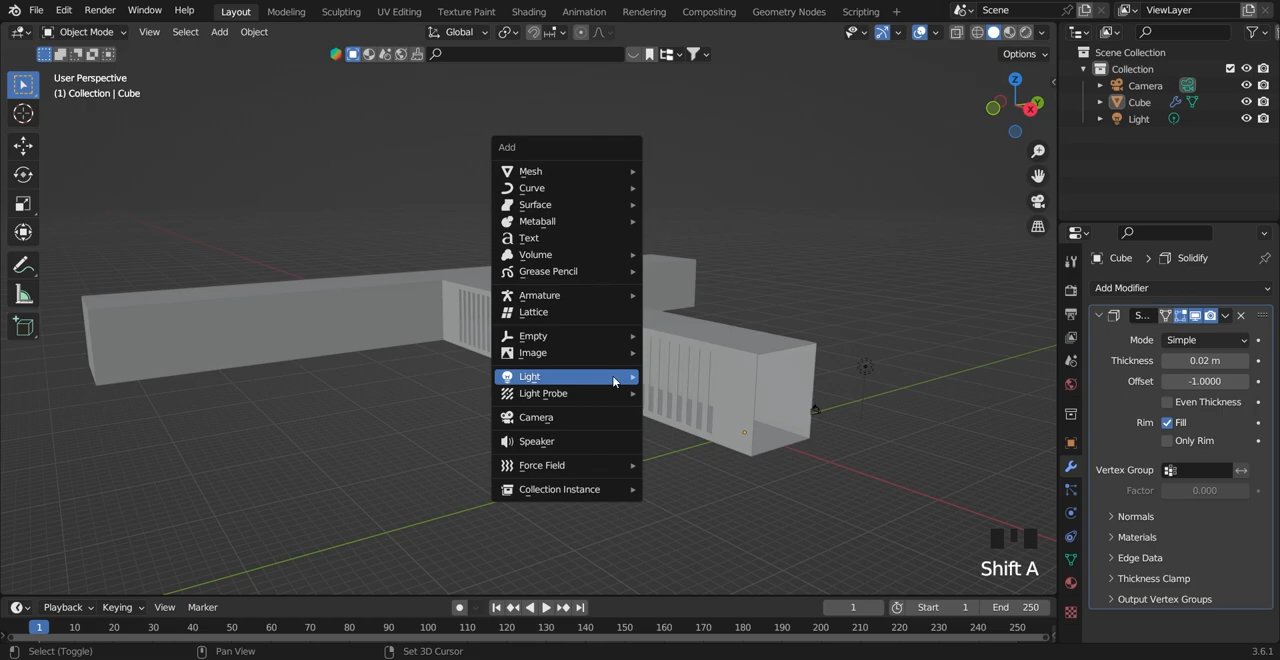 File Edit Render Window Help Layout Modeling Sculpting UV Editing Texture Paint Shading Animation Rendering Compositing Geometry Nodes Scripting + Scene ViewLayer
Object Mode View Select Add Object Global
Options
User Perspective
(1) Collection | Cube
Z
Y
X
Scene Collection
Collection
Camera
Cube
Light
Add
Mesh
Curve
Surface
Metaball
Text
Volume
Grease Pencil
Armature
Lattice
Empty
Image
Light
Light Probe
Camera
Speaker
Force Field
Collection Instance
Shift A
Cube > Solidify
Add Modifier
S...
Mode Simple
Thickness 0.02 m
Offset -1.0000
Even Thickness
Rim Fill
Only Rim
Vertex Group
Factor 0.000
Normals
Materials
Edge Data
Thickness Clamp
Output Vertex Groups
Playback Keying View Marker 1 Start 1 End 250
1 10 20 30 40 50 60 70 80 90 100 110 120 130 140 150 160 170 180 190 200 210 220 230 240 250
Select (Toggle) Pan View Set 3D Cursor 3.6.1